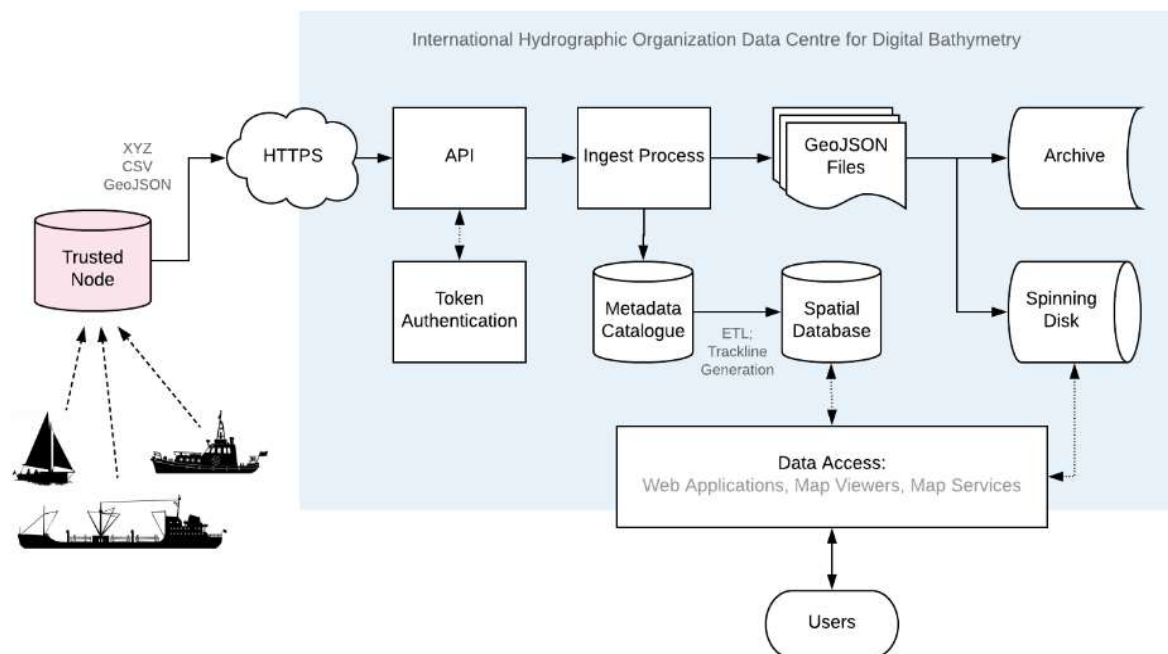 International Hydrographic Organization Data Centre for Digital Bathymetry
XYZ
CSV
GeoJSON
HTTPS
API
Ingest Process
GeoJSON
Files
Archive
Trusted
Node
Token
Authentication
Metadata
Catalogue
ETL;
Trackline
Generation
Spatial
Database
Spinning
Disk
Data Access:
Web Applications, Map Viewers, Map Services
Users